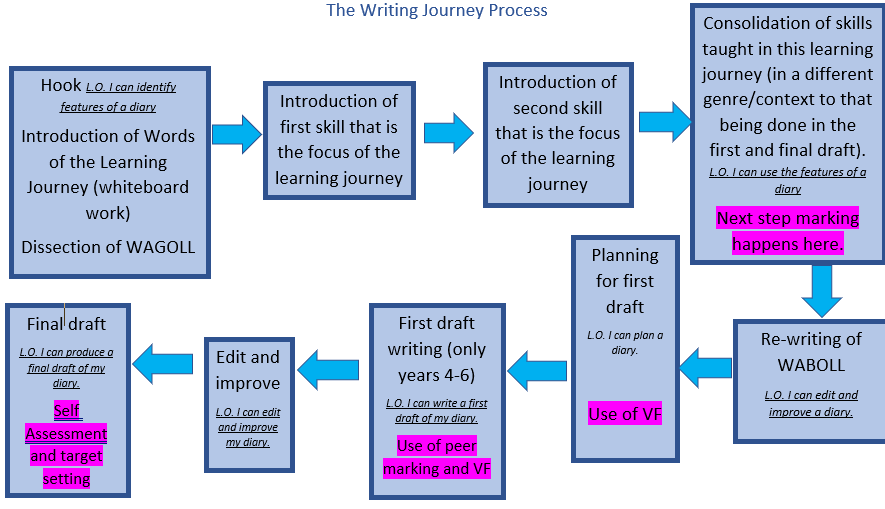 The Writing Journey Process
Hook L.O. I can identify
features of a diary
Introduction of Words
of the Learning
Journey (whiteboard
work)
Dissection of WAGOLL
Introduction of
first skill that is
the focus of the
learning journey
Introduction of
second skill
that is the focus
of the learning
journey
Consolidation of skills
taught in this learning
journey (in a different
genre/context to that
being done in the
first and final draft).
L.O. I can use the features of a
diary
Next step marking
happens here.
Re-writing of
WABOLL
L.O. I can edit and
improve a diary.
Planning
for first
draft
L.O. I can plan a
diary.
Use of VF
First draft
writing (only
years 4-6)
L.O. I can write a first
draft of my diary.
Use of peer
marking and VF
Edit and
improve
L.O. I can edit
and improve
my diary.
Final draft
L.O. I can produce a
final draft of my
diary.
Self
Assessment
and target
setting